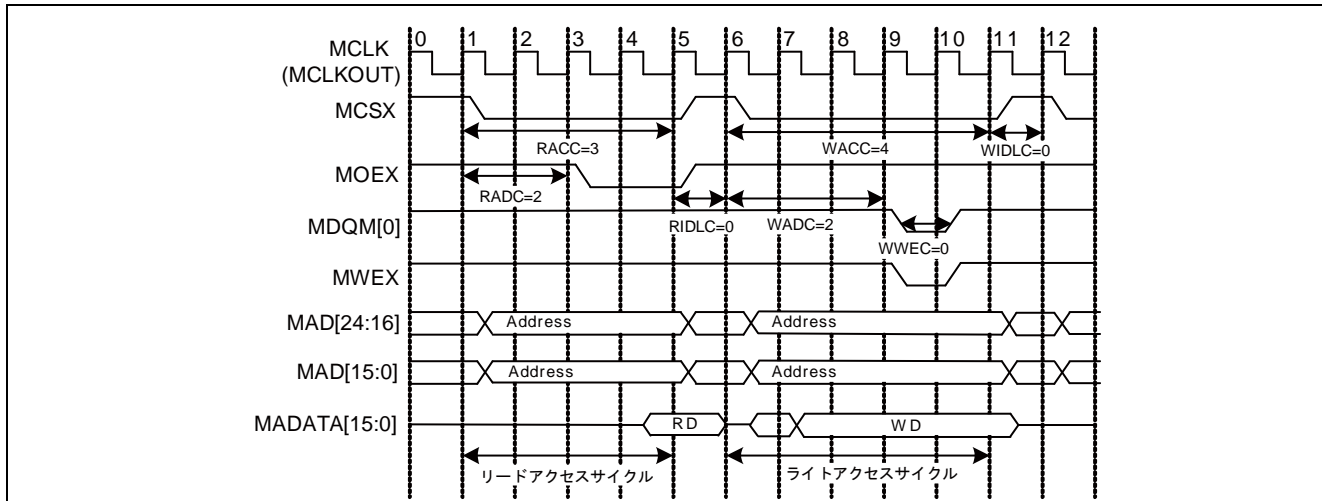 0 1 2 3 4 5 6 7 8 9 10 11 12
MCLK
(MCLKOUT)
MCSX
RACC=3 WACC=4 WIDLC=0
MOEX
RADC=2
MDQM[0]
RIDLC=0 WADC=2
WWEC=0
MWEX
MAD[24:16] Address Address
MAD[15:0] Address Address
MADATA[15:0] RD WD
リードアクセスサイクル ライトアクセスサイクル